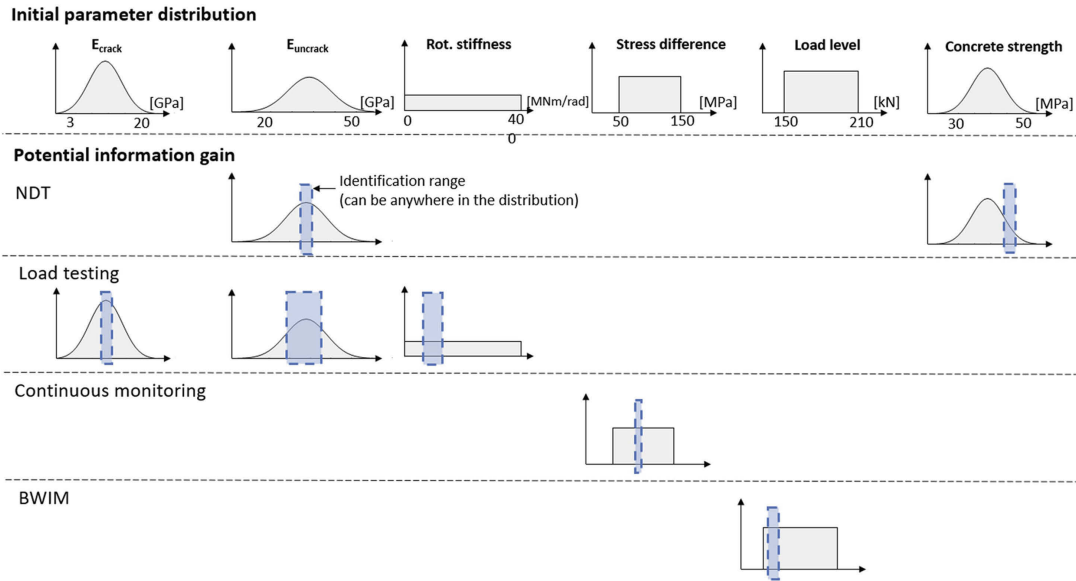 Initial parameter distribution
E_crack
E_uncrack
Rot. stiffness
Stress difference
Load level
Concrete strength
[GPa]
[GPa]
[MNm/rad]
[MPa]
[kN]
[MPa]
3 20
20 50
0 40
0
50 150
150 210
30 50
Potential information gain
NDT
Identification range
(can be anywhere in the distribution)
Load testing
Continuous monitoring
BWIM